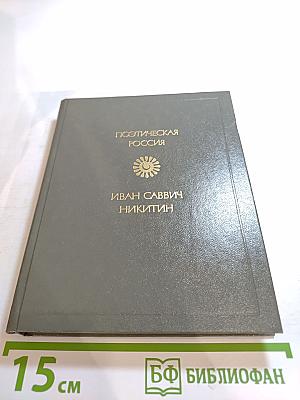 ПОЭТИЧЕСКАЯ
РОССИЯ
ИВАН САВВИЧ
НИКИТИН
15 см
БФ БИБЛИОФАН